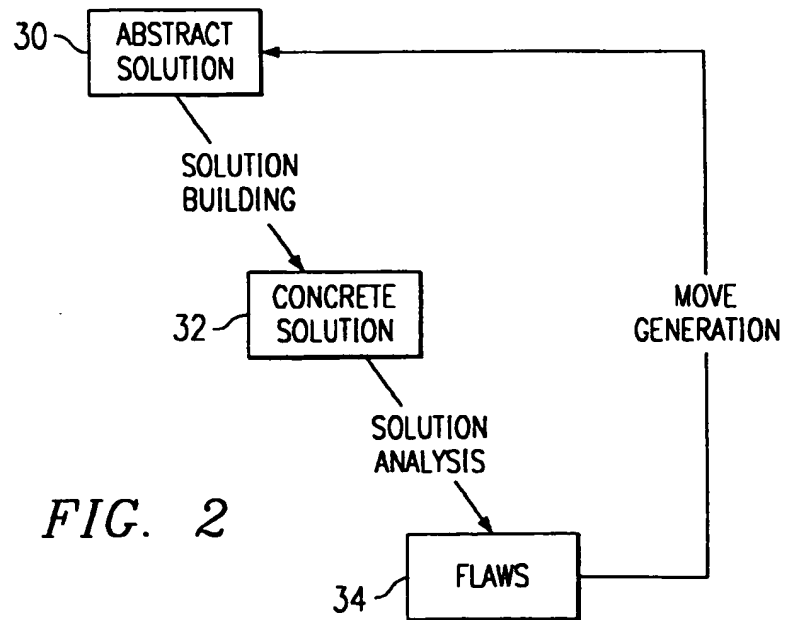 30
ABSTRACT
SOLUTION
SOLUTION
BUILDING
32
CONCRETE
SOLUTION
MOVE
GENERATION
SOLUTION
ANALYSIS
FIG. 2
34
FLAWS